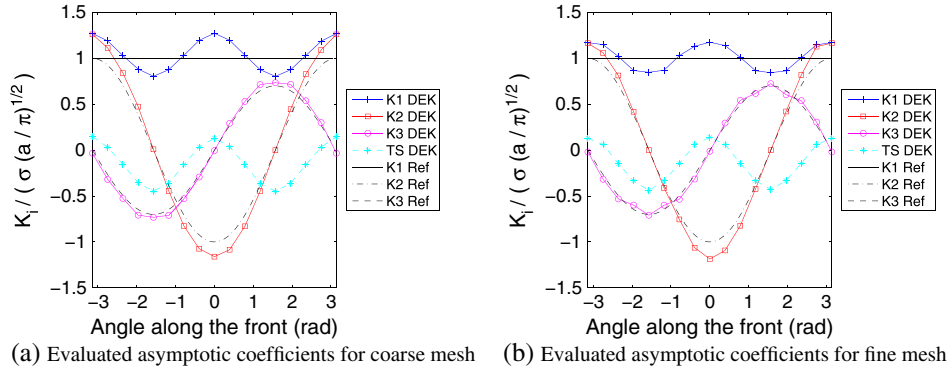 1.5
1
0.5
0
−0.5
−1
−1.5
K_i / ( σ (a / π)^{1/2}
−3 −2 −1 0 1 2 3
Angle along the front (rad)
K1 DEK
K2 DEK
K3 DEK
TS DEK
K1 Ref
K2 Ref
K3 Ref
(a) Evaluated asymptotic coefficients for coarse mesh
1.5
1
0.5
0
−0.5
−1
−1.5
K_i / ( σ (a / π)^{1/2}
−3 −2 −1 0 1 2 3
Angle along the front (rad)
K1 DEK
K2 DEK
K3 DEK
TS DEK
K1 Ref
K2 Ref
K3 Ref
(b) Evaluated asymptotic coefficients for fine mesh